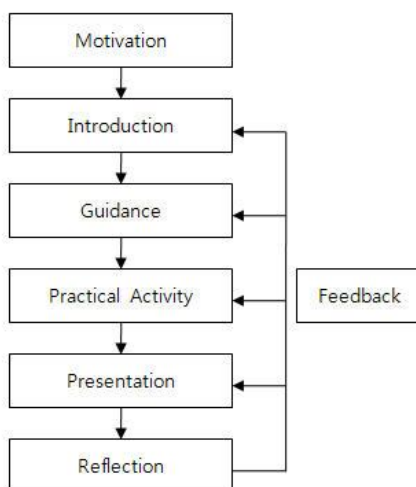 Motivation
Introduction
Guidance
Practical Activity
Feedback
Presentation
Reflection